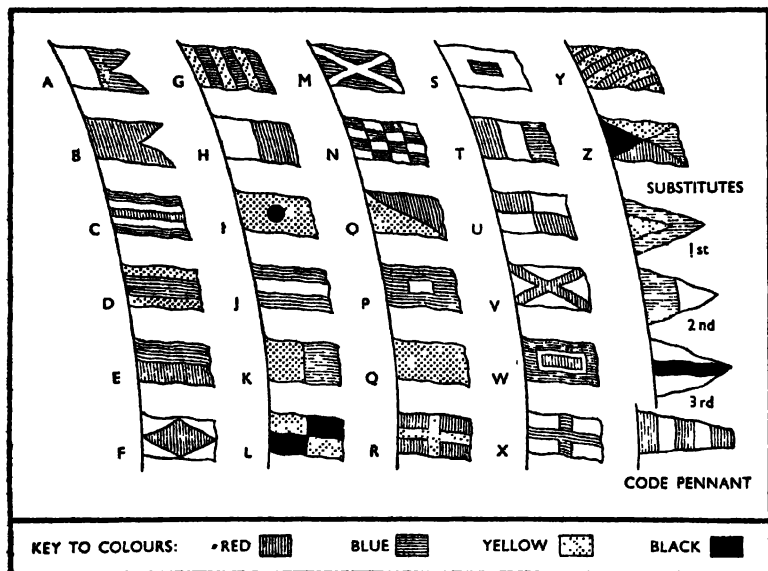 A G M S Y
B H N T Z
SUBSTITUTES
C I O U
1st
D J P V
2nd
E K Q W
3rd
F L R X
CODE PENNANT
KEY TO COLOURS: RED BLUE YELLOW BLACK